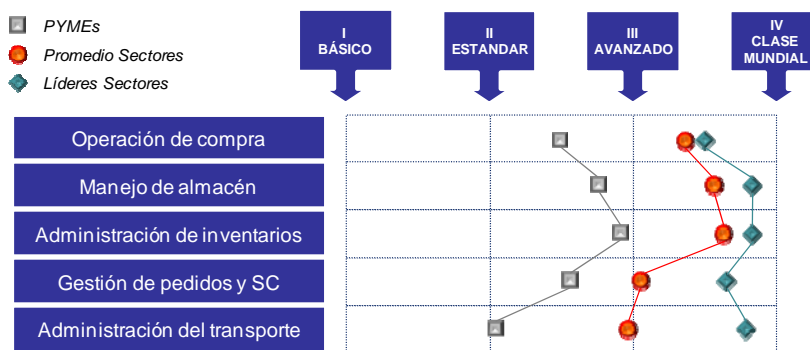 PYMEs
Promedio Sectores
Líderes Sectores
I
BÁSICO
II
ESTANDAR
III
AVANZADO
IV
CLASE
MUNDIAL
Operación de compra
Manejo de almacén
Administración de inventarios
Gestión de pedidos y SC
Administración del transporte